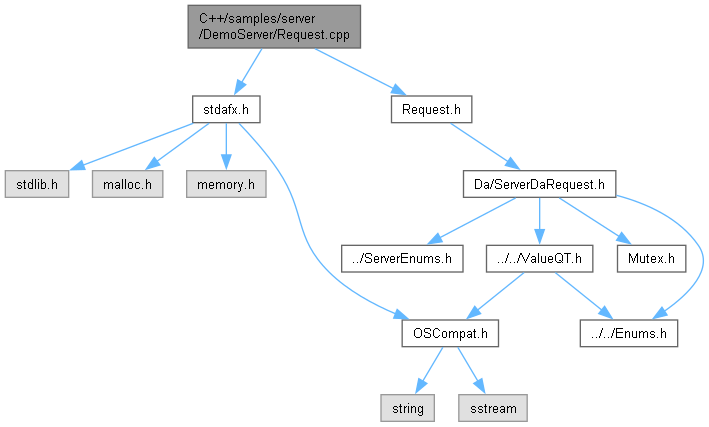 C++/samples/server
/DemoServer/Request.cpp
stdafx.h
Request.h
stdlib.h
malloc.h
memory.h
Da/ServerDaRequest.h
../ServerEnums.h
../../ValueQT.h
Mutex.h
OSCompat.h
../../Enums.h
string
sstream